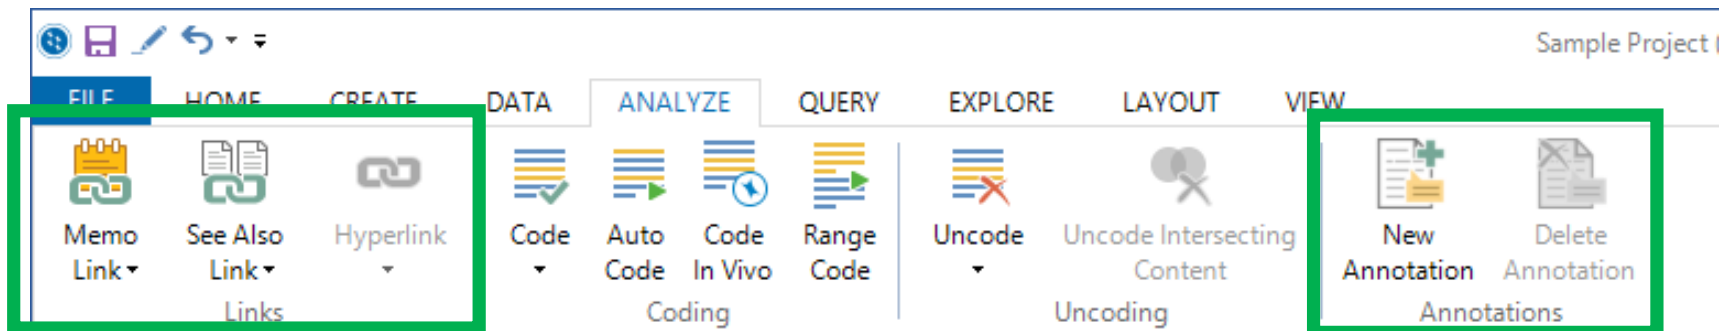 Sample Project (
FILE HOME CREATE DATA ANALYZE QUERY EXPLORE LAYOUT VIEW
Memo See Also Hyperlink Code Auto Code Range Uncode Uncode Intersecting New Delete
Link Link Code In Vivo Code Content Annotation Annotation
Links Coding Uncoding Annotations